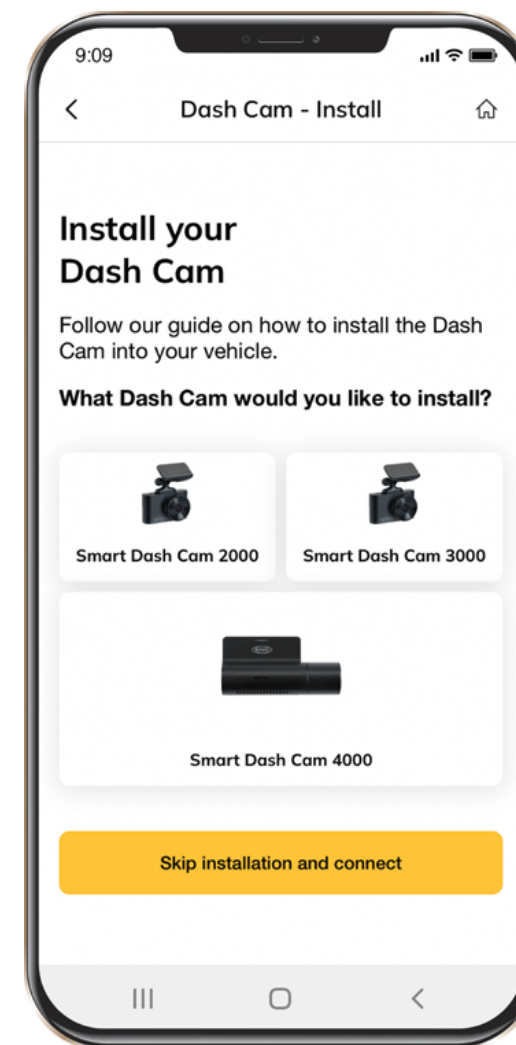 9:09
Dash Cam - Install
Install your
Dash Cam
Follow our guide on how to install the Dash
Cam into your vehicle.
What Dash Cam would you like to install?
Smart Dash Cam 2000
Smart Dash Cam 3000
Smart Dash Cam 4000
Skip installation and connect